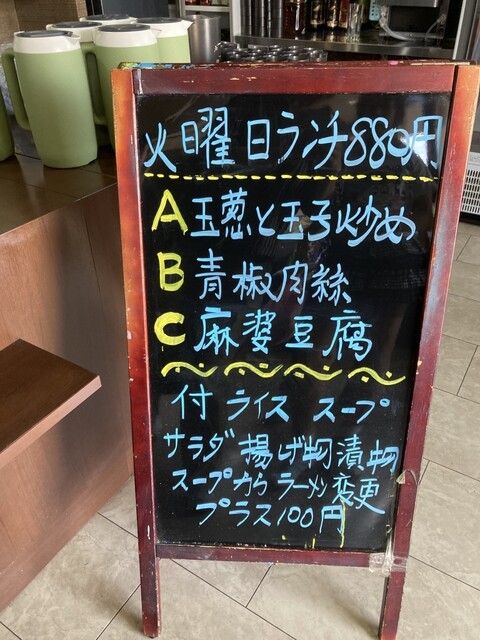 火曜日ランチ880円
A 玉葱と玉子炒め
B 青椒肉絲
C 麻婆豆腐
付 ライス スープ
サラダ 揚げ物 漬物
スープからラーメン変更
プラス100円